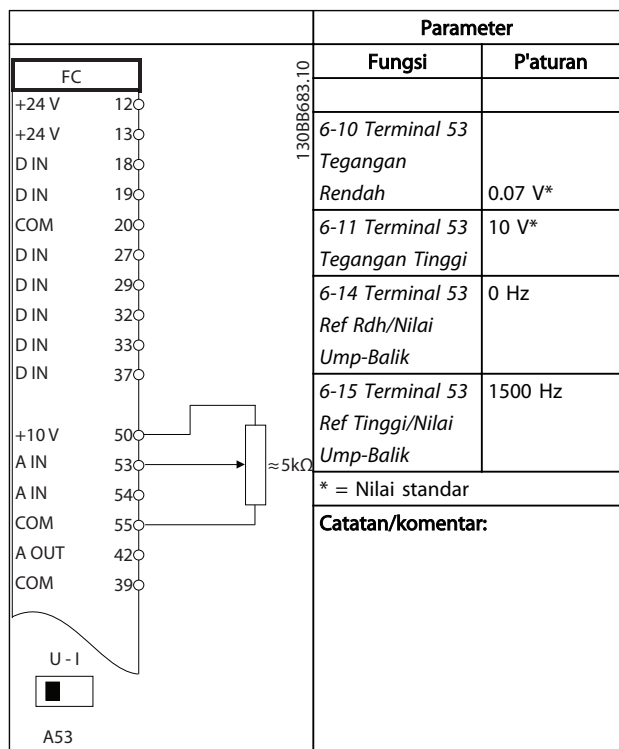 FC
+24 V 12
+24 V 13
D IN 18
D IN 19
COM 20
D IN 27
D IN 29
D IN 32
D IN 33
D IN 37
+10 V 50
A IN 53
A IN 54
COM 55
A OUT 42
COM 39
≈5kΩ
U - I
A53
130BB683.10
Parameter
Fungsi P'aturan
6-10 Terminal 53
Tegangan
Rendah 0.07 V*
6-11 Terminal 53 10 V*
Tegangan Tinggi
6-14 Terminal 53 0 Hz
Ref Rdh/Nilai
Ump-Balik
6-15 Terminal 53 1500 Hz
Ref Tinggi/Nilai
Ump-Balik
* = Nilai standar
Catatan/komentar: